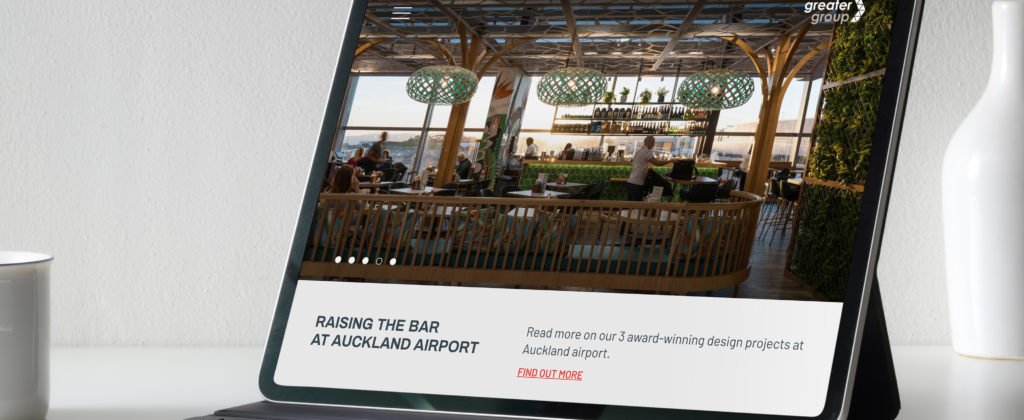 greater
group
RAISING THE BAR
AT AUCKLAND AIRPORT
Read more on our 3 award-winning design projects at
Auckland airport.
FIND OUT MORE